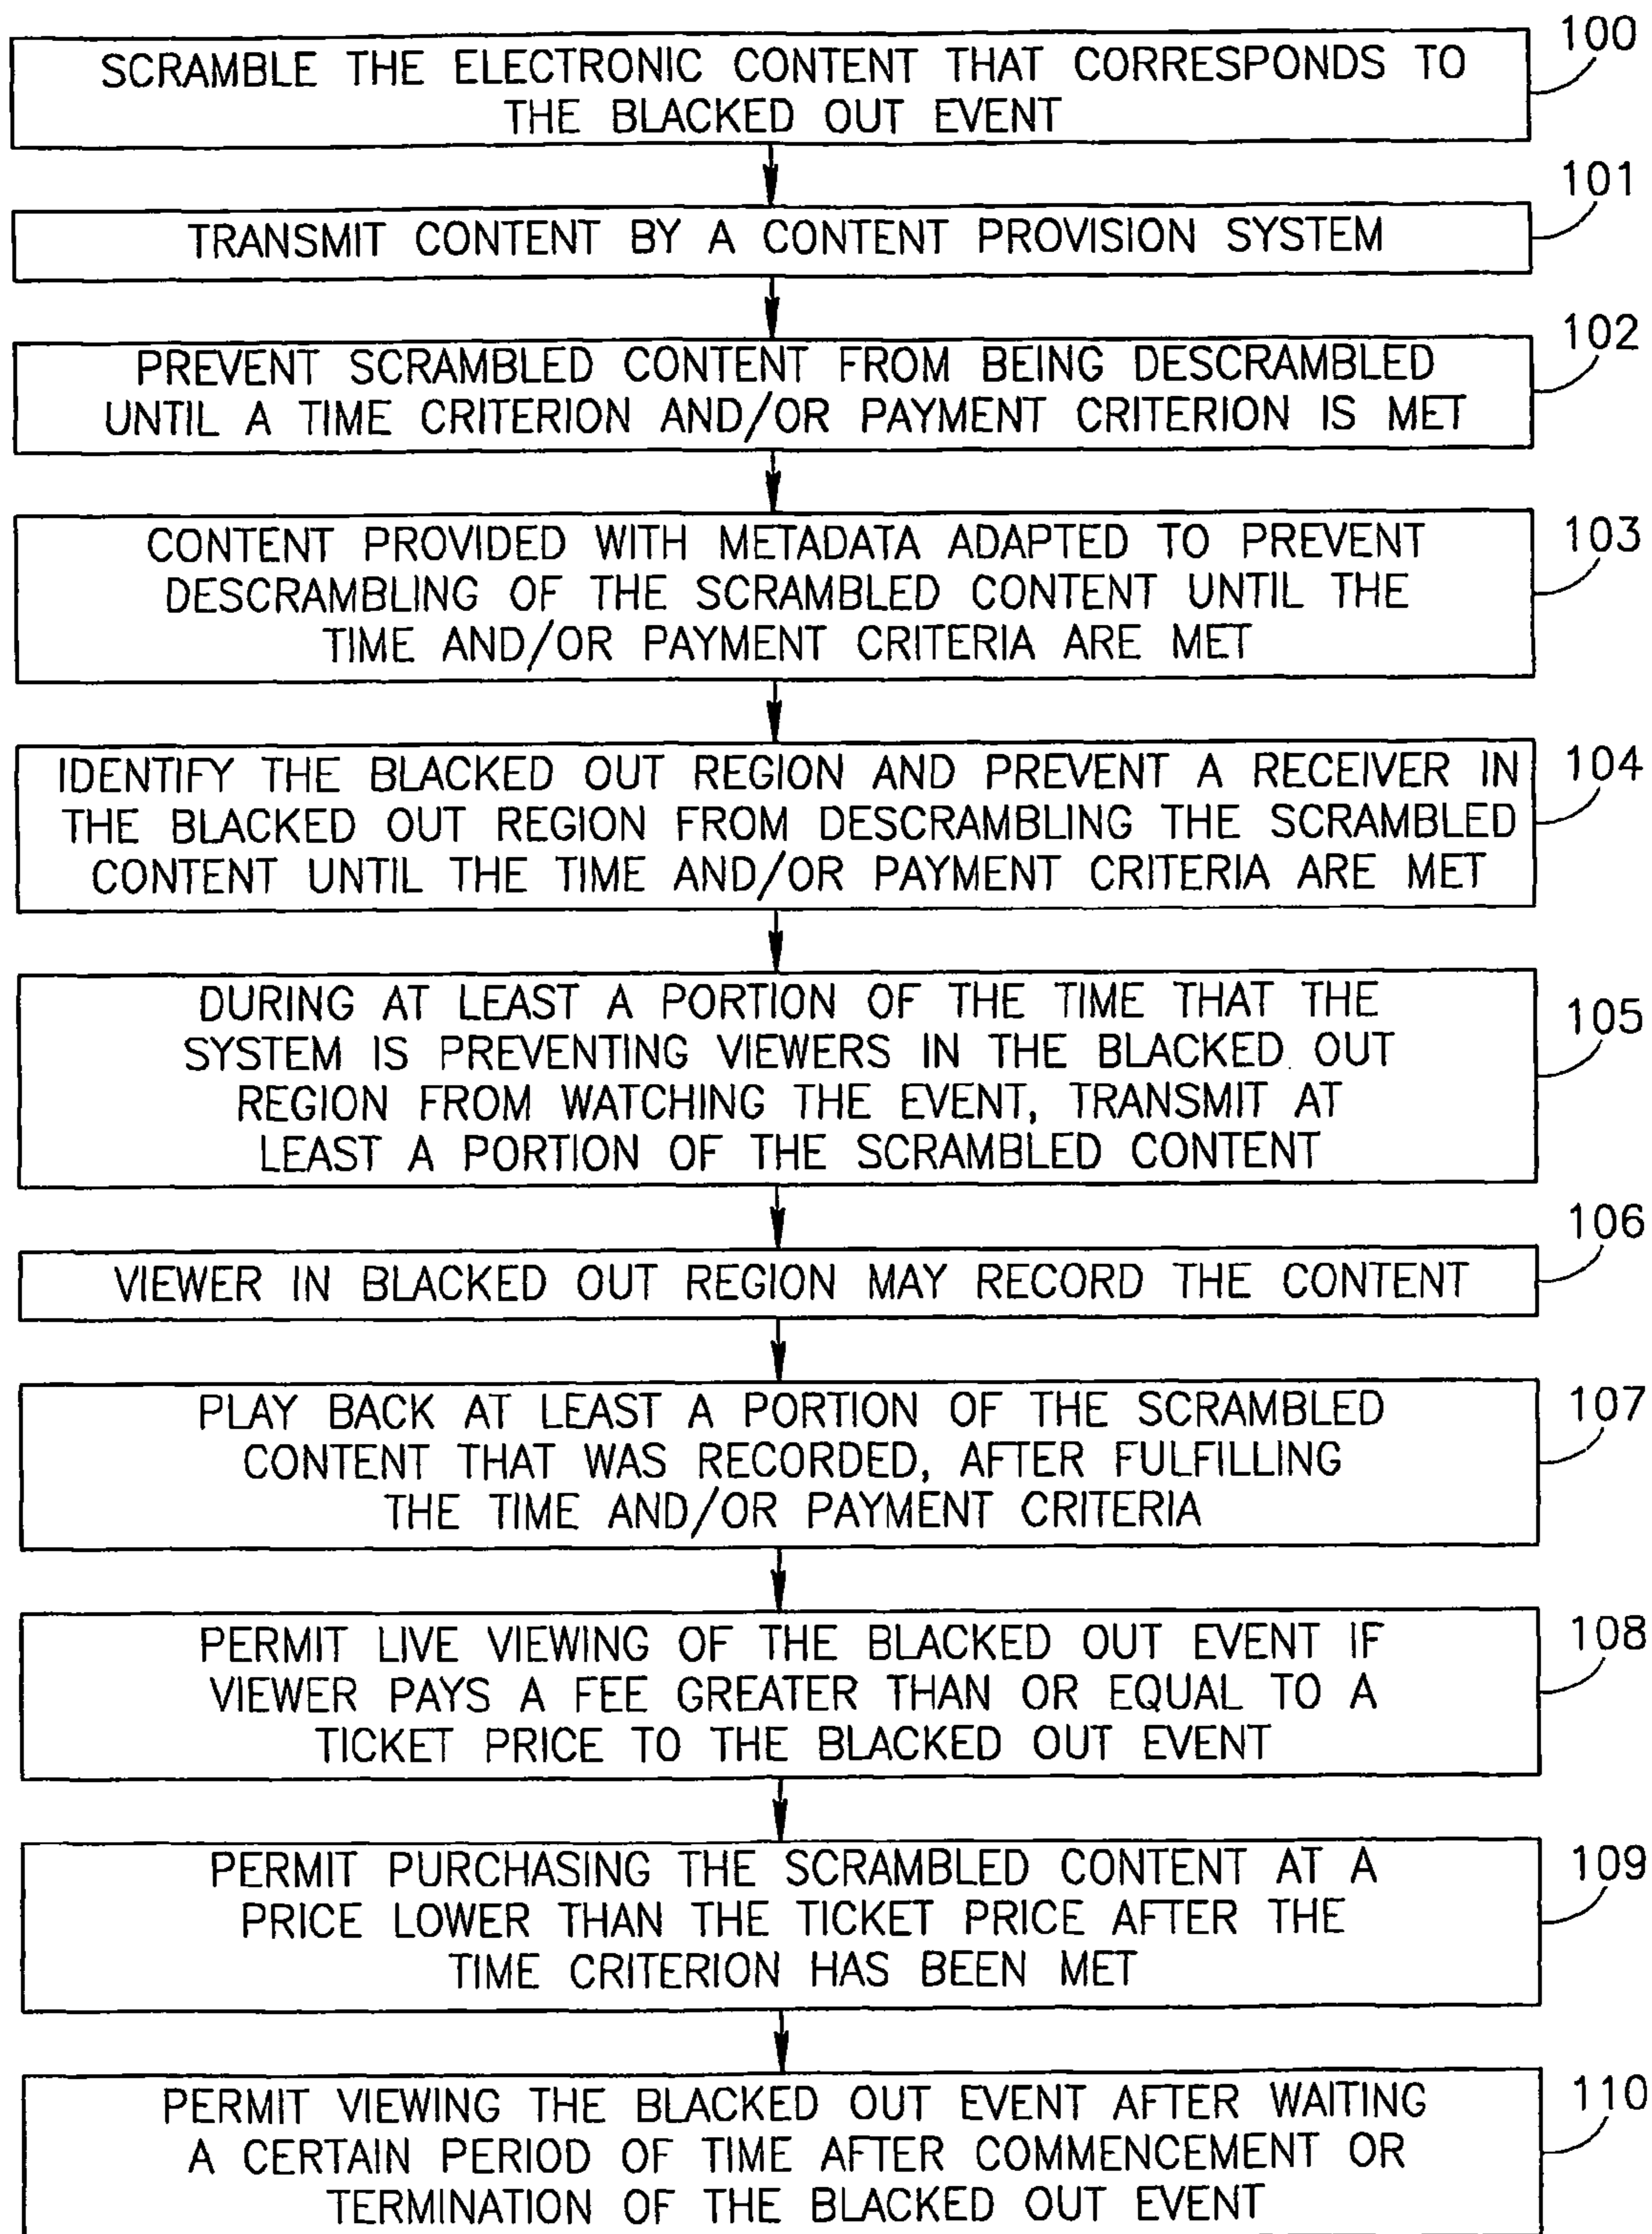 100
SCRAMBLE THE ELECTRONIC CONTENT THAT CORRESPONDS TO
THE BLACKED OUT EVENT
101
TRANSMIT CONTENT BY A CONTENT PROVISION SYSTEM
102
PREVENT SCRAMBLED CONTENT FROM BEING DESCRAMBLED
UNTIL A TIME CRITERION AND/OR PAYMENT CRITERION IS MET
103
CONTENT PROVIDED WITH METADATA ADAPTED TO PREVENT
DESCRAMBLING OF THE SCRAMBLED CONTENT UNTIL THE
TIME AND/OR PAYMENT CRITERIA ARE MET
104
IDENTIFY THE BLACKED OUT REGION AND PREVENT A RECEIVER IN
THE BLACKED OUT REGION FROM DESCRAMBLING THE SCRAMBLED
CONTENT UNTIL THE TIME AND/OR PAYMENT CRITERIA ARE MET
105
DURING AT LEAST A PORTION OF THE TIME THAT THE
SYSTEM IS PREVENTING VIEWERS IN THE BLACKED OUT
REGION FROM WATCHING THE EVENT, TRANSMIT AT
LEAST A PORTION OF THE SCRAMBLED CONTENT
106
VIEWER IN BLACKED OUT REGION MAY RECORD THE CONTENT
107
PLAY BACK AT LEAST A PORTION OF THE SCRAMBLED
CONTENT THAT WAS RECORDED, AFTER FULFILLING
THE TIME AND/OR PAYMENT CRITERIA
108
PERMIT LIVE VIEWING OF THE BLACKED OUT EVENT IF
VIEWER PAYS A FEE GREATER THAN OR EQUAL TO A
TICKET PRICE TO THE BLACKED OUT EVENT
109
PERMIT PURCHASING THE SCRAMBLED CONTENT AT A
PRICE LOWER THAN THE TICKET PRICE AFTER THE
TIME CRITERION HAS BEEN MET
110
PERMIT VIEWING THE BLACKED OUT EVENT AFTER WAITING
A CERTAIN PERIOD OF TIME AFTER COMMENCEMENT OR
TERMINATION OF THE BLACKED OUT EVENT